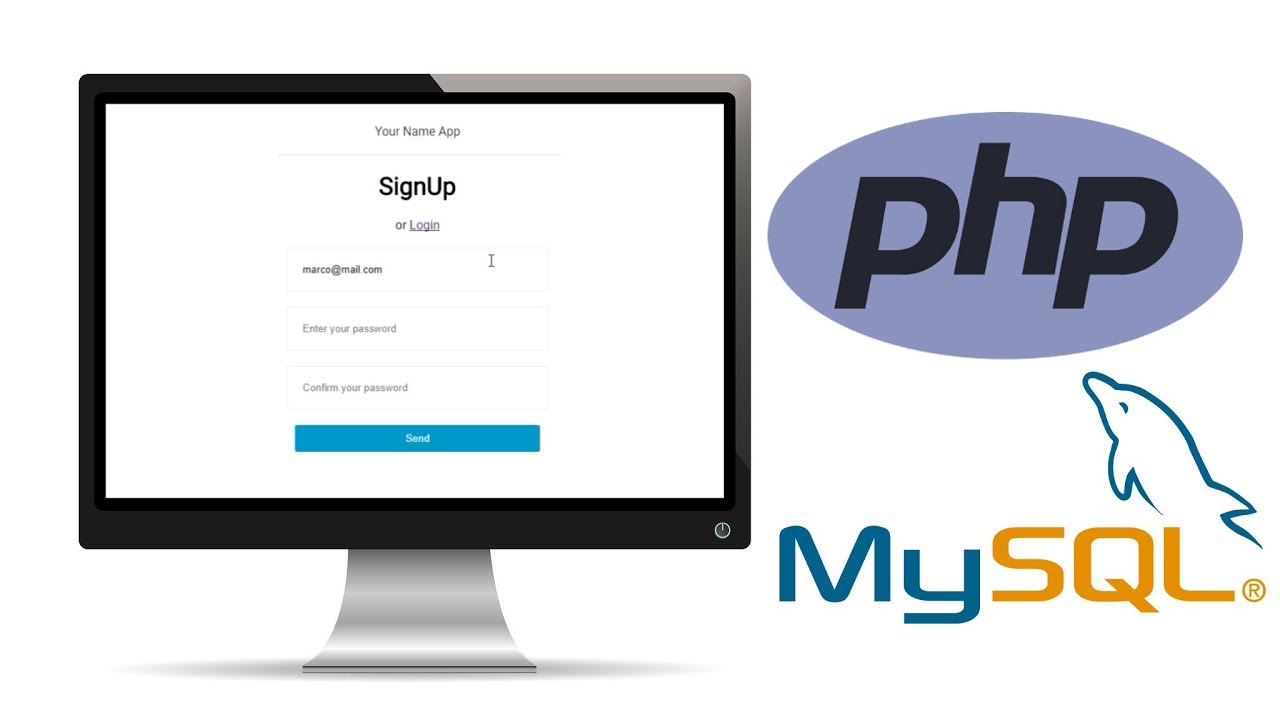 Your Name App
SignUp
or Login
marco@mail.com
Enter your password
Confirm your password
Send
php
MySQL®